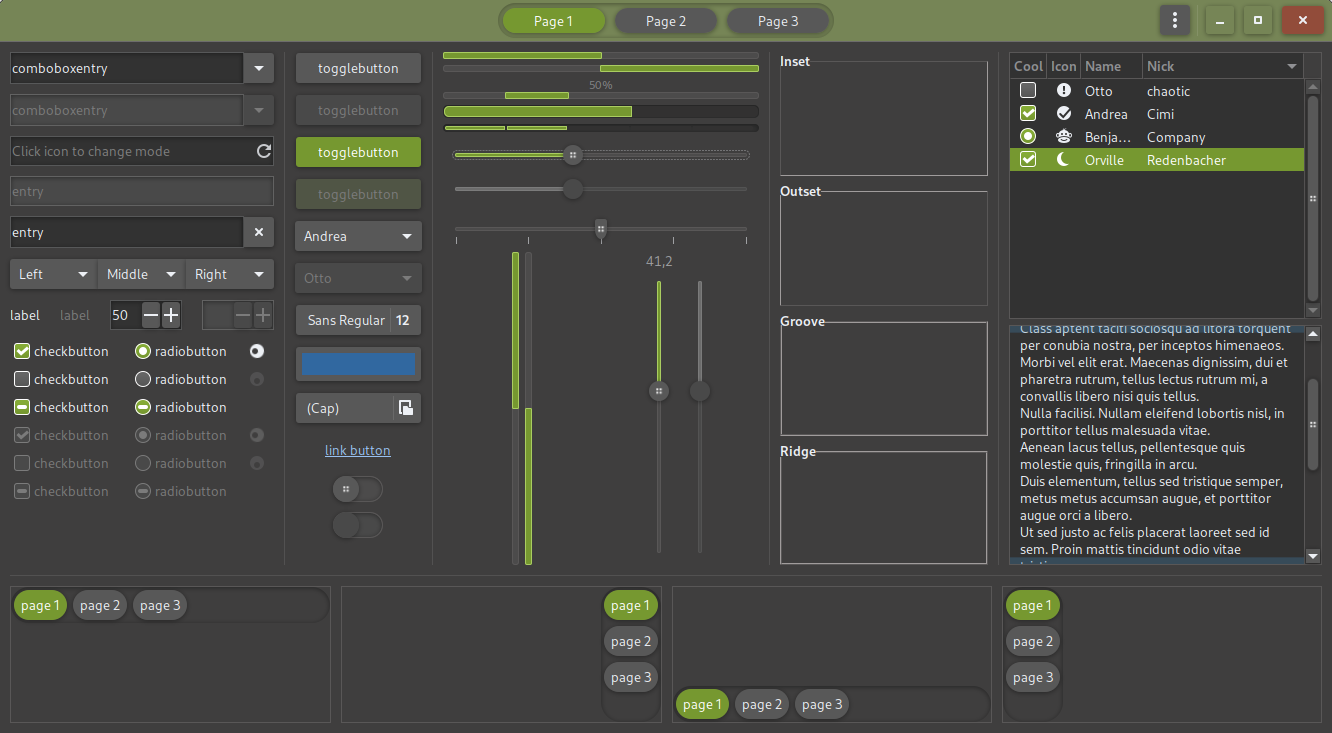 Page 1
Page 2
Page 3
comboboxentry
comboboxentry
Click icon to change mode
entry
entry
Left
Middle
Right
label
label
50
checkbutton
radiobutton
checkbutton
radiobutton
checkbutton
radiobutton
checkbutton
radiobutton
checkbutton
radiobutton
checkbutton
radiobutton
togglebutton
togglebutton
togglebutton
togglebutton
Andrea
Otto
Sans Regular 12
(Cap)
link button
50%
41,2
Inset
Outset
Groove
Ridge
Cool Icon Name Nick
Otto chaotic
Andrea Cimi
Benja... Company
Orville Redenbacher
Class aptent taciti sociosqu ad litora torquent
per conubia nostra, per inceptos himenaeos.
Morbi vel elit erat. Maecenas dignissim, dui et
pharetra rutrum, tellus lectus rutrum mi, a
convallis libero nisi quis tellus.
Nulla facilisi. Nullam eleifend lobortis nisl, in
porttitor tellus malesuada vitae.
Aenean lacus tellus, pellentesque quis
molestie quis, fringilla in arcu.
Duis elementum, tellus sed tristique semper,
metus metus accumsan augue, et porttitor
augue orci a libero.
Ut sed justo ac felis placerat laoreet sed id
sem. Proin mattis tincidunt odio vitae
page 1
page 2
page 3
page 1
page 2
page 3
page 1
page 2
page 3
page 1
page 2
page 3